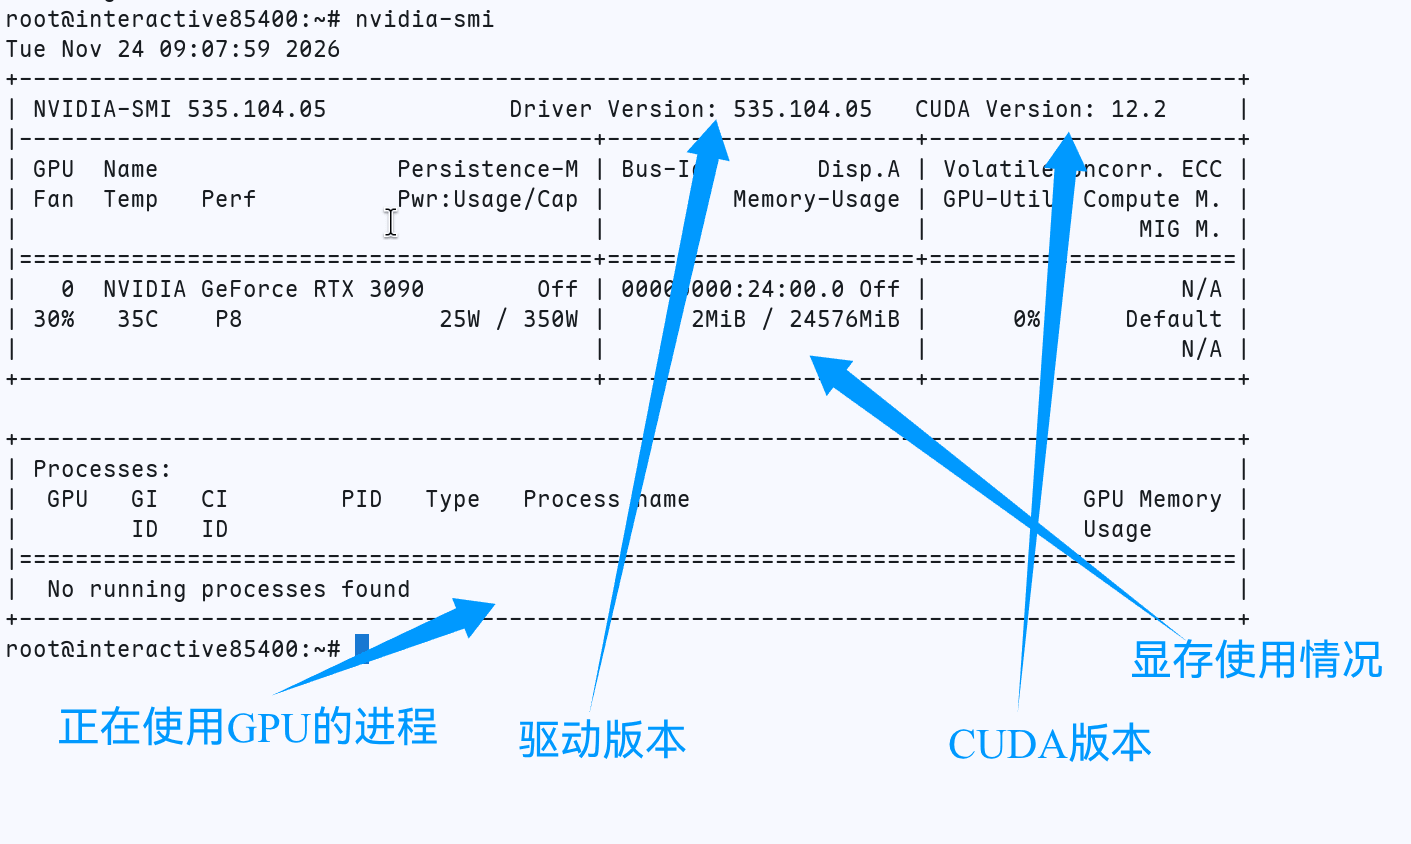 root@interactive85400:~# nvidia-smi
Tue Nov 24 09:07:59 2026
+---------------------------------------------------------------------------------------+
| NVIDIA-SMI 535.104.05             Driver Version: 535.104.05   CUDA Version: 12.2     |
|-----------------------------------------+----------------------+----------------------+
| GPU  Name                 Persistence-M | Bus-Id        Disp.A | Volatile Uncorr. ECC |
| Fan  Temp   Perf          Pwr:Usage/Cap |         Memory-Usage | GPU-Util  Compute M. |
|                                         |                      |               MIG M. |
|=========================================+======================+======================|
|   0  NVIDIA GeForce RTX 3090        Off | 00000000:24:00.0 Off |                  N/A |
| 30%   35C    P8              25W / 350W |      2MiB / 24576MiB |      0%      Default |
|                                         |                      |                  N/A |
+-----------------------------------------+----------------------+----------------------+
+---------------------------------------------------------------------------------------+
| Processes:                                                                            |
|  GPU   GI   CI        PID   Type   Process name                            GPU Memory |
|        ID   ID                                                             Usage      |
|=======================================================================================|
|  No running processes found                                                           |
+---------------------------------------------------------------------------------------+
root@interactive85400:~#
显存使用情况
正在使用GPU的进程
驱动版本
CUDA版本